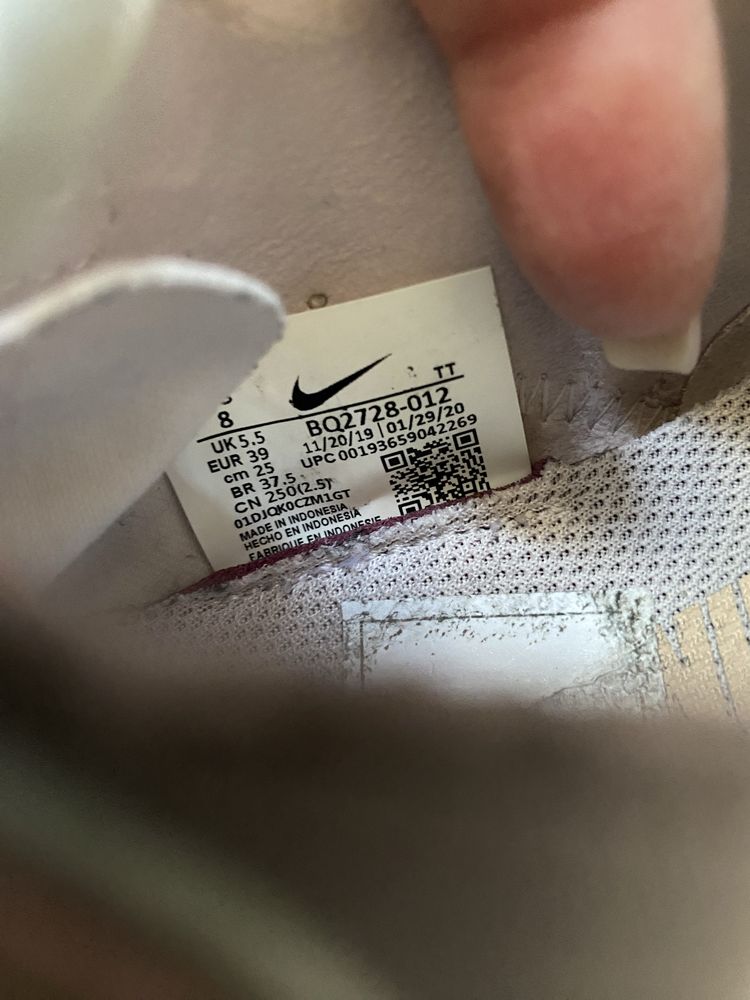 TT
8
BQ2728-012
UK 5.5
11/20/19 | 01/29/20
EUR 39
UPC 00193659042269
cm 25
BR 37.5
CN 250(2.5)
01DJQK0CZM1GT
MADE IN INDONESIA
HECHO EN INDONESIA
FABRIQUE EN INDONESIE